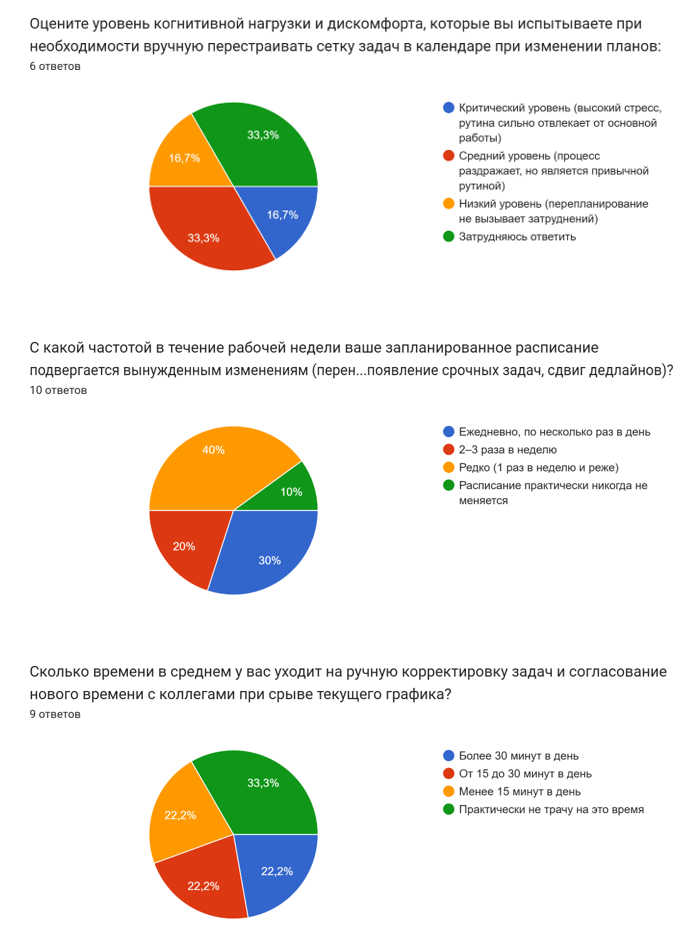 Оцените уровень когнитивной нагрузки и дискомфорта, которые вы испытываете при
необходимости вручную перестраивать сетку задач в календаре при изменении планов:
6 ответов
33,3%
16,7%
16,7%
33,3%
Критический уровень (высокий стресс,
рутина сильно отвлекает от основной
работы)
Средний уровень (процесс
раздражает, но является привычной
рутиной)
Низкий уровень (перепланирование
не вызывает затруднений)
Затрудняюсь ответить
С какой частотой в течение рабочей недели ваше запланированное расписание
подвергается вынужденным изменениям (перен...появление срочных задач, сдвиг дедлайнов)?
10 ответов
40%
10%
20%
30%
Ежедневно, по несколько раз в день
2–3 раза в неделю
Редко (1 раз в неделю и реже)
Расписание практически никогда не
меняется
Сколько времени в среднем у вас уходит на ручную корректировку задач и согласование
нового времени с коллегами при срыве текущего графика?
9 ответов
33,3%
22,2%
22,2%
22,2%
Более 30 минут в день
От 15 до 30 минут в день
Менее 15 минут в день
Практически не трачу на это время